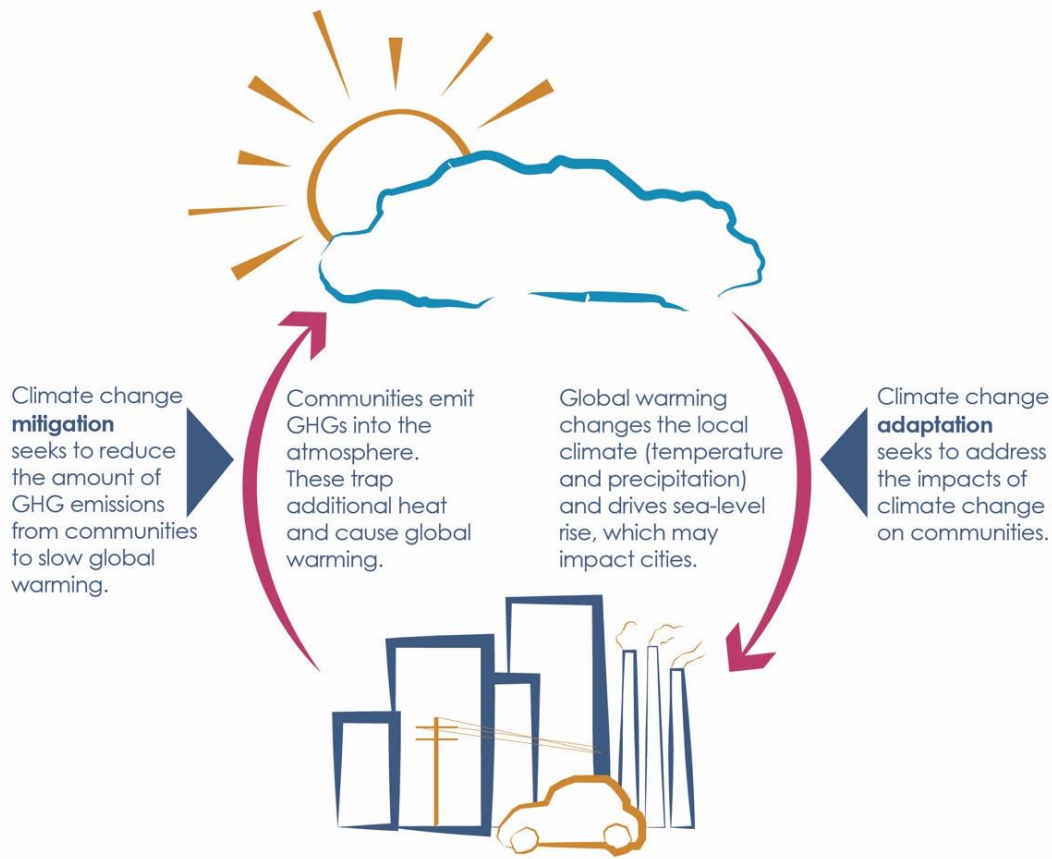 Climate change
mitigation
seeks to reduce
the amount of
GHG emissions
from communities
to slow global
warming.
Communities emit
GHGs into the
atmosphere.
These trap
additional heat
and cause global
warming.
Global warming
changes the local
climate (temperature
and precipitation)
and drives sea-level
rise, which may
impact cities.
Climate change
adaptation
seeks to address
the impacts of
climate change
on communities.